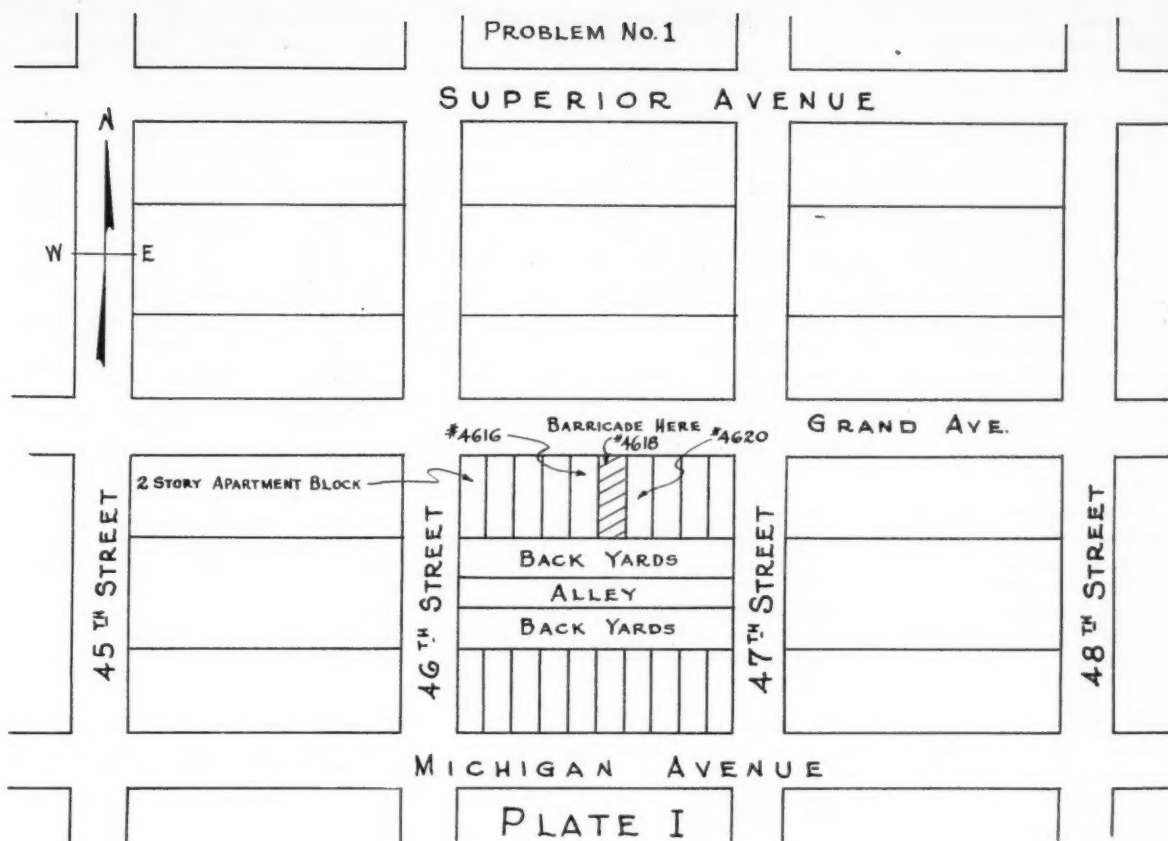 PROBLEM NO. 1
SUPERIOR AVENUE
N
W E
GRAND AVE.
#4616
BARRICADE HERE
#4618
#4620
2 STORY APARTMENT BLOCK
45TH STREET
46TH STREET
47TH STREET
48TH STREET
BACK YARDS
ALLEY
BACK YARDS
MICHIGAN AVENUE
PLATE I